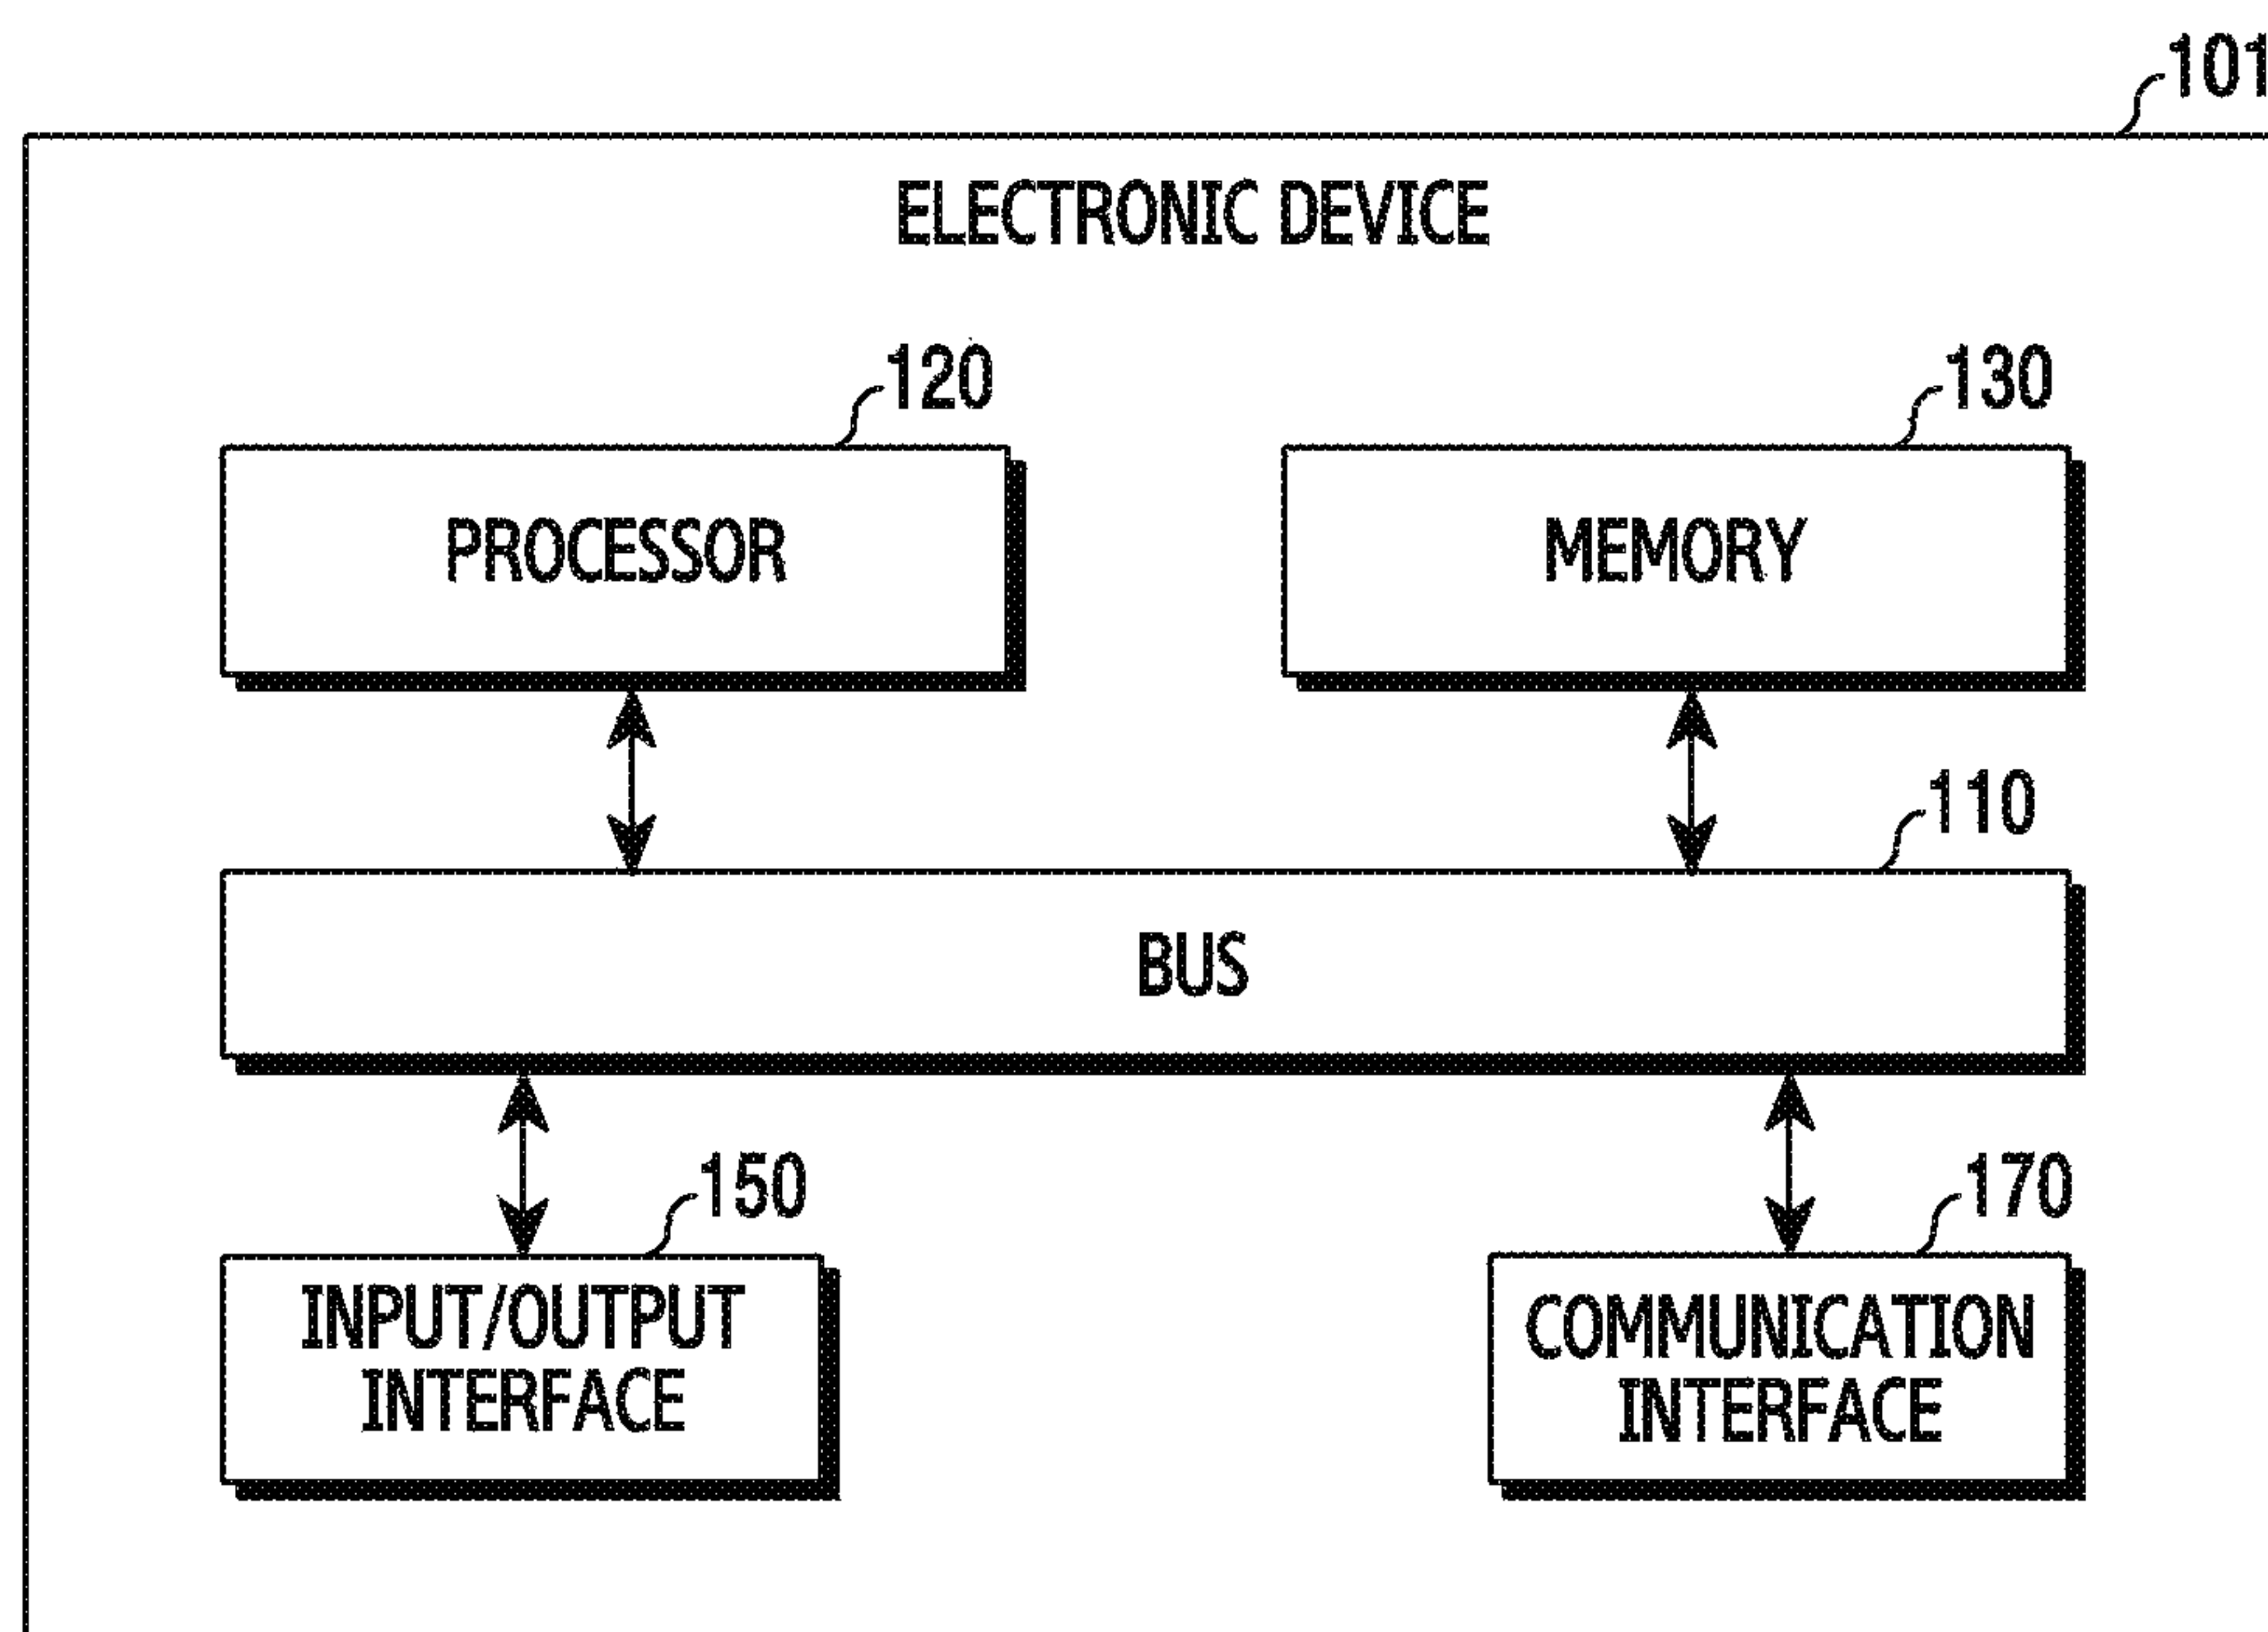 101
ELECTRONIC DEVICE
120
130
PROCESSOR
MEMORY
110
BUS
150
170
INPUT/OUTPUT
INTERFACE
COMMUNICATION
INTERFACE